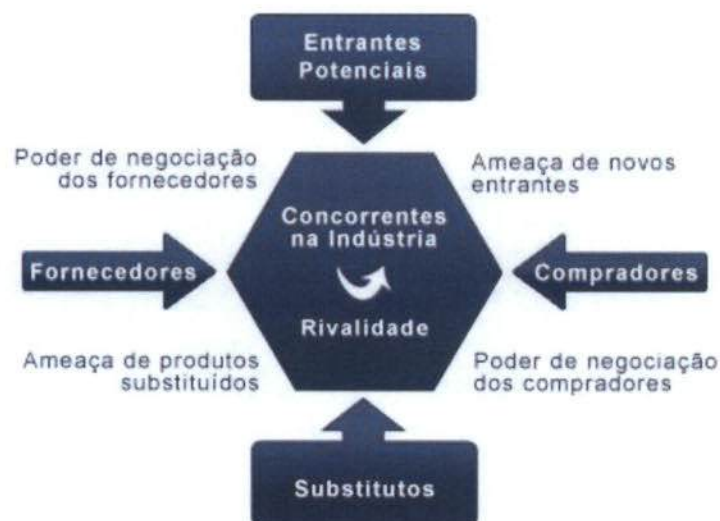 Entrantes
Potenciais
Poder de negociação
dos fornecedores
Ameaça de novos
entrantes
Concorrentes
na Indústria
Fornecedores
Compradores
Rivalidade
Ameaça de produtos
substituídos
Poder de negociação
dos compradores
Substitutos